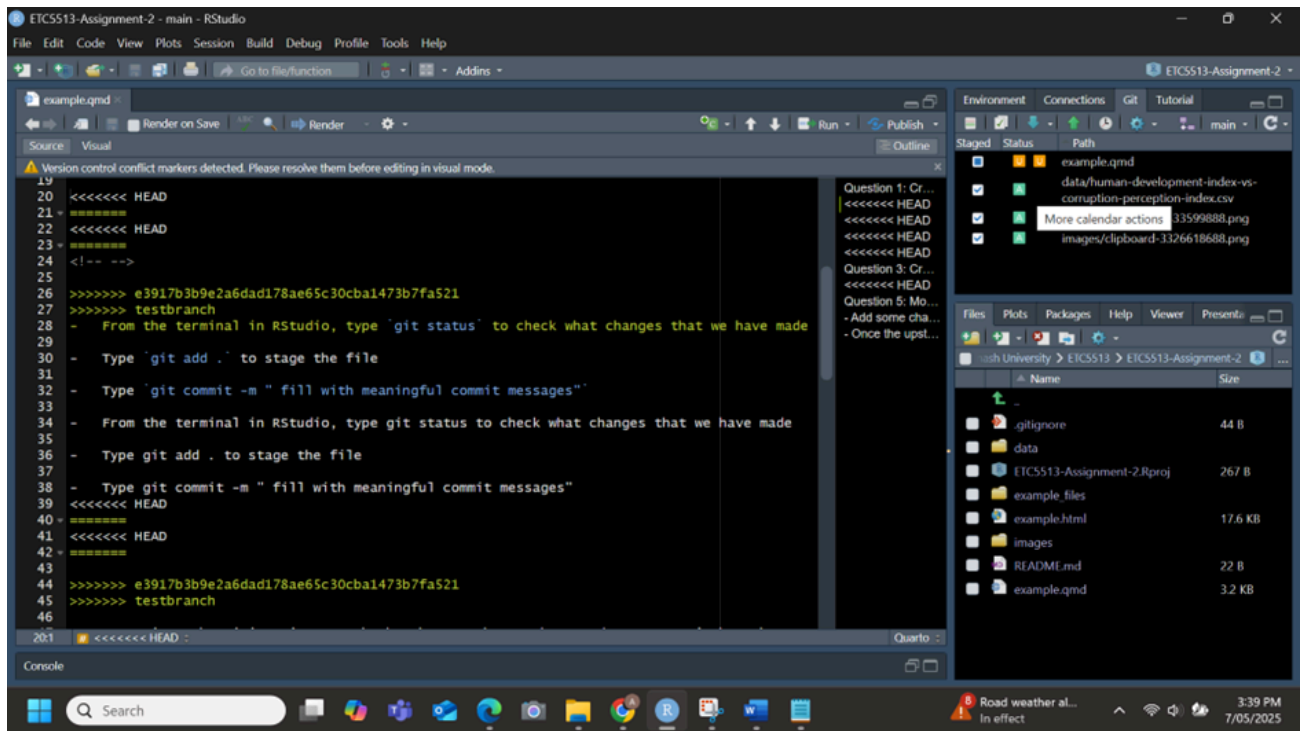 ETC5513-Assignment-2 - main - RStudio
File Edit Code View Plots Session Build Debug Profile Tools Help
Go to file/function Addins ETC5513-Assignment-2
example.qmd
Render on Save Render Run Publish
Source Visual Outline
Version control conflict markers detected. Please resolve them before editing in visual mode.
19
20 <<<<<<< HEAD
21 =======
22 <<<<<<< HEAD
23 =======
24 <!-- -->
25
26 >>>>>>> e3917b3b9e2a6dad178ae65c30cba1473b7fa521
27 >>>>>>> testbranch
28 - From the terminal in RStudio, type `git status` to check what changes that we have made
29
30 - Type `git add .` to stage the file
31
32 - Type `git commit -m " fill with meaningful commit messages"`
33
34 - From the terminal in RStudio, type git status to check what changes that we have made
35
36 - Type git add . to stage the file
37
38 - Type git commit -m " fill with meaningful commit messages"
39 <<<<<<< HEAD
40 =======
41 <<<<<<< HEAD
42 =======
43
44 >>>>>>> e3917b3b9e2a6dad178ae65c30cba1473b7fa521
45 >>>>>>> testbranch
46
20:1 <<<<<<< HEAD Quarto
Console
Question 1: Cr...
<<<<<<< HEAD
<<<<<<< HEAD
<<<<<<< HEAD
<<<<<<< HEAD
Question 3: Cr...
<<<<<<< HEAD
Question 5: Mo...
- Add some cha...
- Once the upst...
Environment Connections Git Tutorial
main
Staged Status Path
U U example.qmd
A data/human-development-index-vs-
corruption-perception-index.csv
A 33599888.png
More calendar actions
A images/clipboard-3326618688.png
Files Plots Packages Help Viewer Presenta
ash University > ETC5513 > ETC5513-Assignment-2 ...
Name Size
..
.gitignore 44 B
data
ETC5513-Assignment-2.Rproj 267 B
example_files
example.html 17.6 KB
images
README.md 22 B
example.qmd 3.2 KB
Search
8 Road weather al...
In effect
3:39 PM
7/05/2025